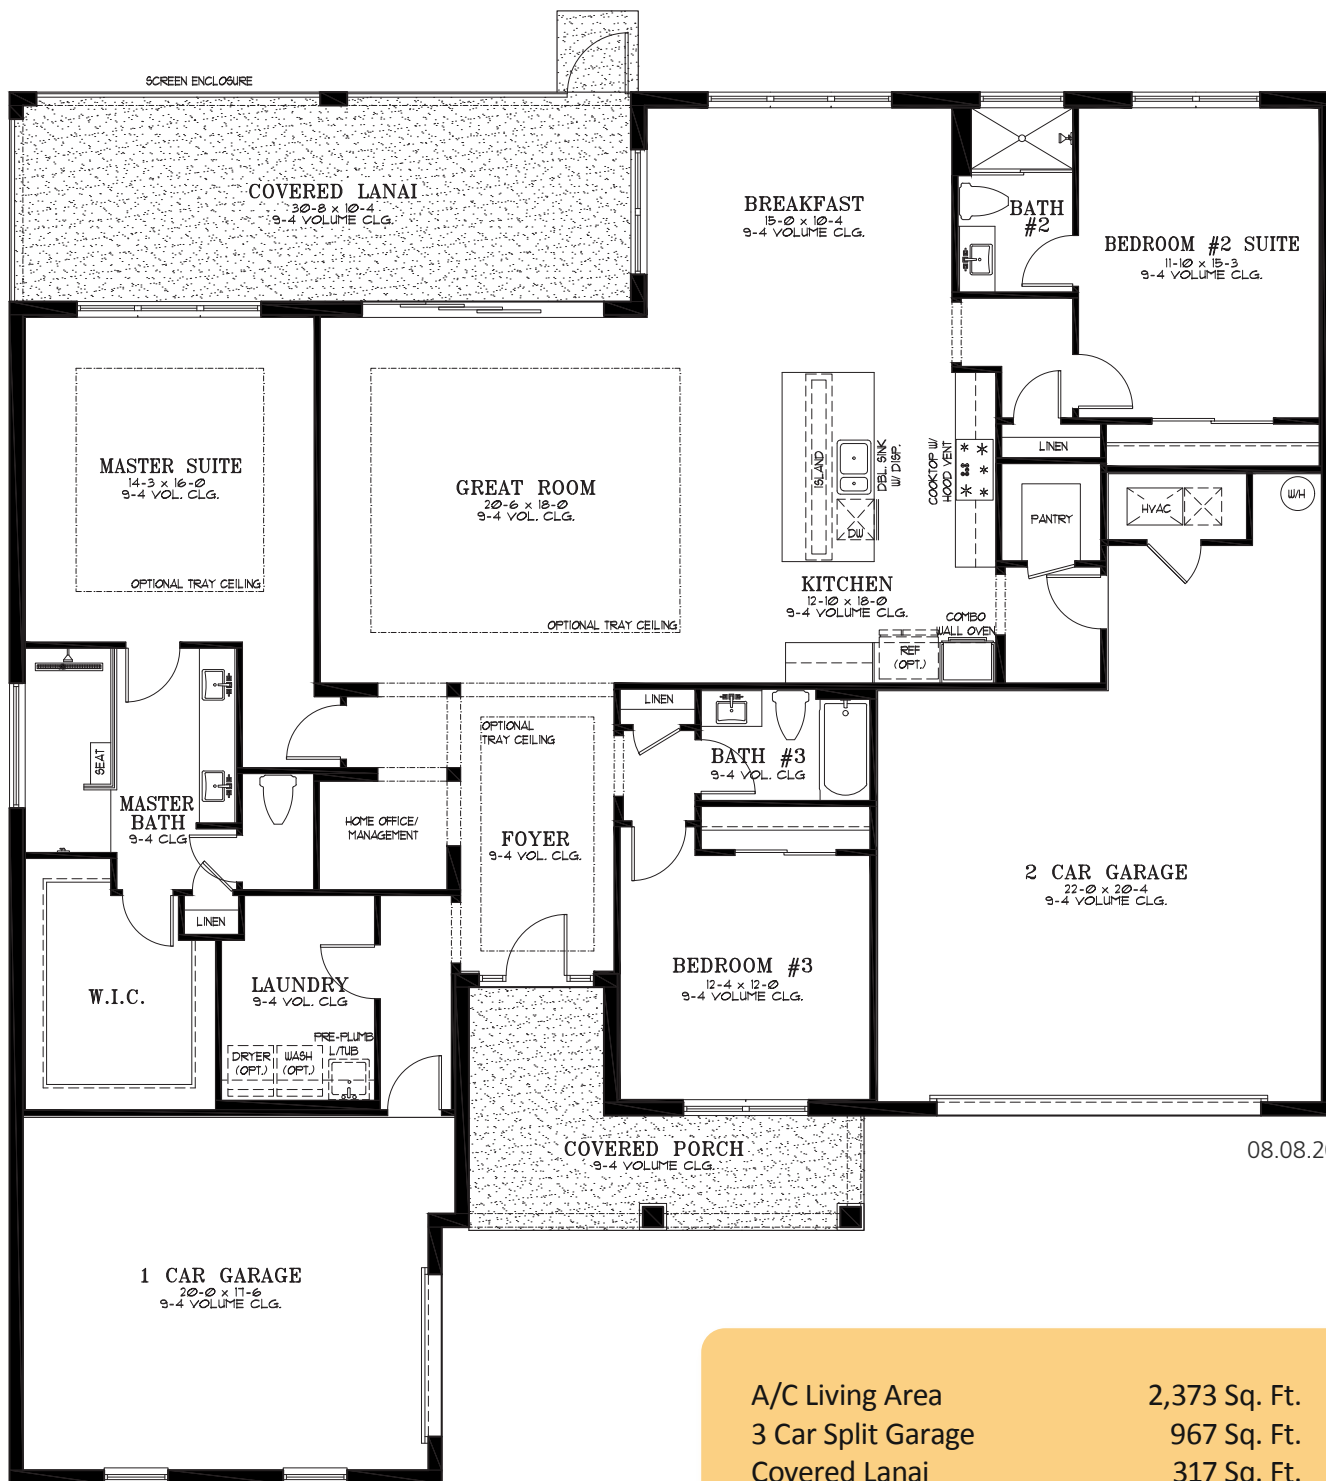 SCREEN ENCLOSURE
COVERED LANAI
30-8 x 10-4
9-4 VOLUME CLG.
BREAKFAST
15-0 x 10-4
9-4 VOLUME CLG.
BATH
#2
BEDROOM #2 SUITE
11-10 x 15-3
9-4 VOLUME CLG.
MASTER SUITE
14-3 x 16-0
9-4 VOL. CLG.
OPTIONAL TRAY CEILING
GREAT ROOM
20-6 x 18-0
9-4 VOL. CLG.
OPTIONAL TRAY CEILING
ISLAND
DBL. SINK
W/ DISP.
DW
COOKTOP W/
HOOD VENT
LINEN
PANTRY
HVAC
W/H
KITCHEN
12-10 x 18-0
9-4 VOLUME CLG.
COMBO
WALL OVEN
REF
(OPT.)
SEAT
MASTER
BATH
9-4 CLG
HOME OFFICE/
MANAGEMENT
OPTIONAL
TRAY CEILING
FOYER
9-4 VOL. CLG.
LINEN
BATH #3
9-4 VOL. CLG
2 CAR GARAGE
22-0 x 20-4
9-4 VOLUME CLG.
LINEN
W.I.C.
LAUNDRY
9-4 VOL. CLG
PRE-PLUMB
L/TUB
DRYER
(OPT.)
WASH
(OPT.)
BEDROOM #3
12-4 x 12-0
9-4 VOLUME CLG.
COVERED PORCH
9-4 VOLUME CLG.
08.08.20
1 CAR GARAGE
20-0 x 17-6
9-4 VOLUME CLG.
A/C Living Area 2,373 Sq. Ft.
3 Car Split Garage 967 Sq. Ft.
Covered Lanai 317 Sq. Ft.